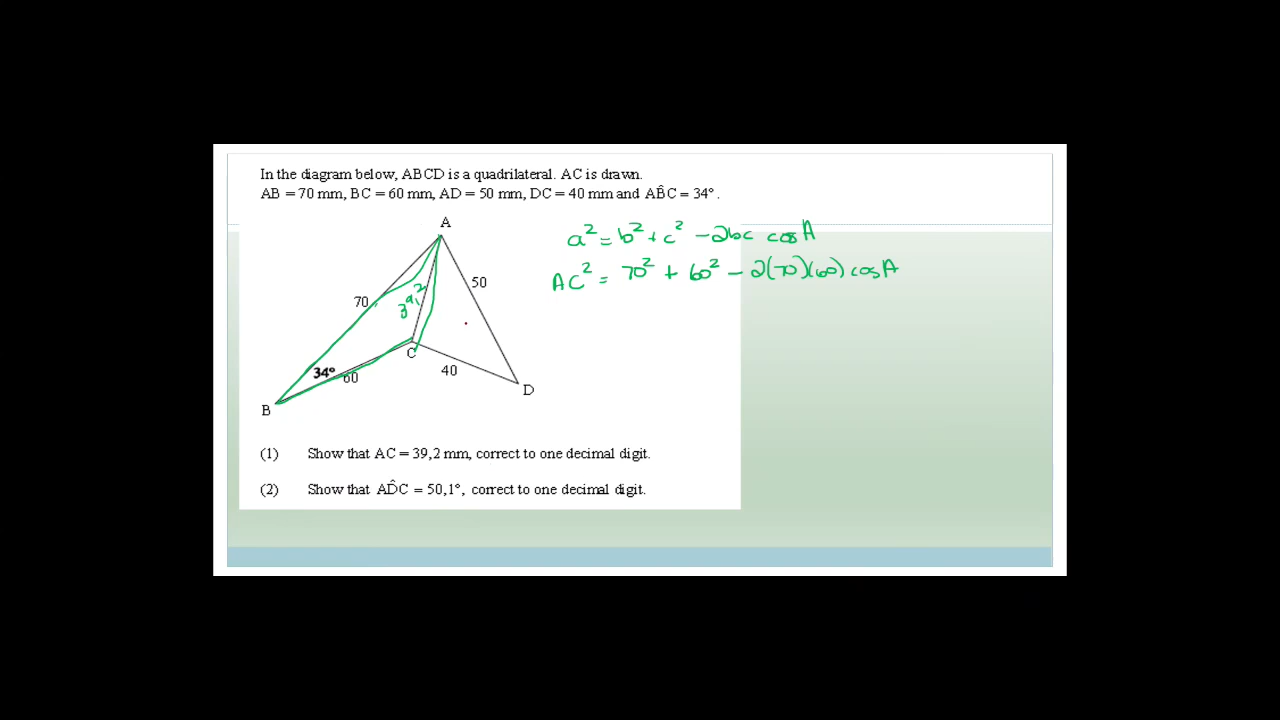 In the diagram below, ABCD is a quadrilateral. AC is drawn.
AB = 70 mm, BC = 60 mm, AD = 50 mm, DC = 40 mm and AB̂C = 34°.
a² = b² + c² - 2bc cos A
AC² = 70² + 60² - 2(70)(60) cos A
A
50
70
39,2
C
34°
60
40
D
B
(1) Show that AC = 39,2 mm, correct to one decimal digit.
(2) Show that AD̂C = 50,1°, correct to one decimal digit.